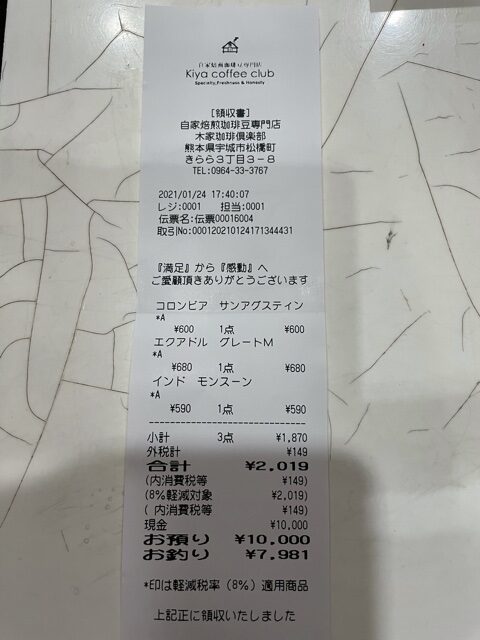 自家焙煎珈琲豆専門店
Kiya coffee club
Specialty,Freshness & Honesty
[領収書]
自家焙煎珈琲豆専門店
木家珈琲倶楽部
熊本県宇城市松橋町
きらら3丁目3-8
TEL:0964-33-3767
2021/01/24 17:40:07
レジ:0001 担当:0001
伝票名:伝票00016004
取引No:000120210124171344431
『満足』から『感動』へ
ご愛顧頂きありがとうございます
コロンビア サンアグスティン
*A
¥600 1点 ¥600
エクアドル グレートM
*A
¥680 1点 ¥680
インド モンスーン
*A
¥590 1点 ¥590
小計 3点 ¥1,870
外税計 ¥149
合計 ¥2,019
(内消費税等 ¥149)
(8%軽減対象 ¥2,019)
( 内消費税等 ¥149)
現金 ¥10,000
お預り ¥10,000
お釣り ¥7,981
*印は軽減税率(8%)適用商品
上記正に領収いたしました